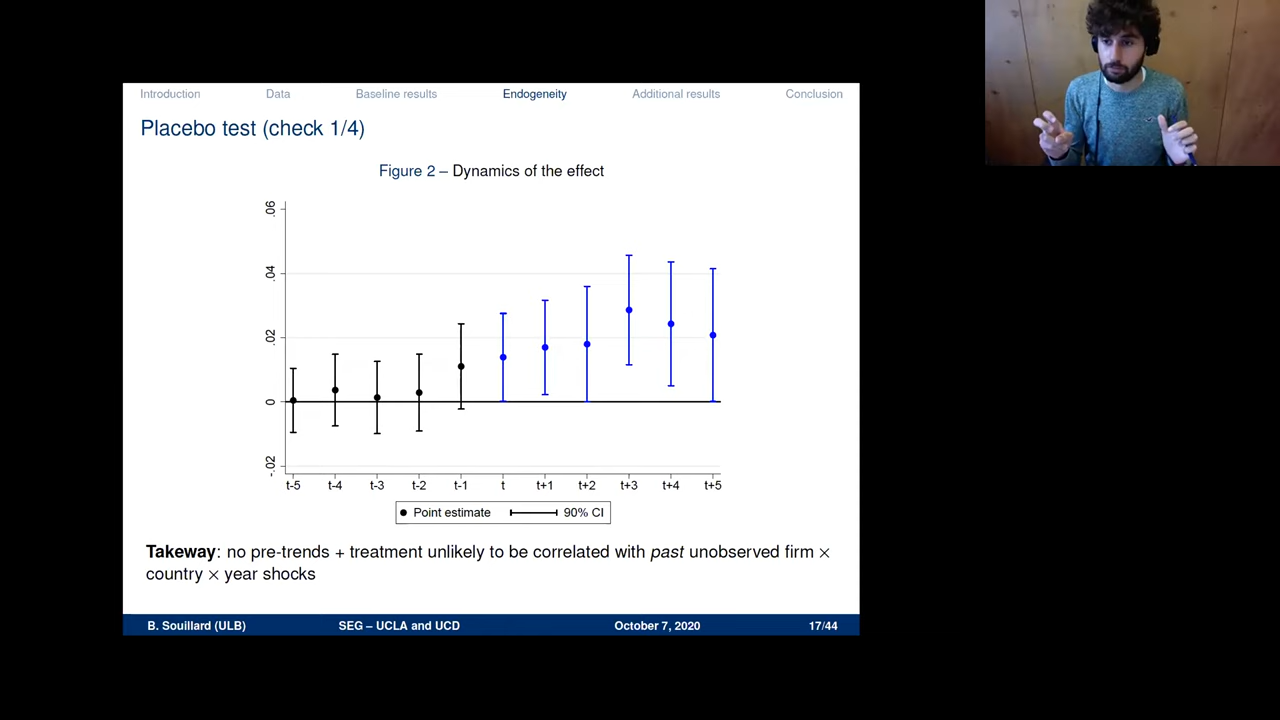 Introduction Data Baseline results Endogeneity Additional results Conclusion
Placebo test (check 1/4)
Figure 2 – Dynamics of the effect
.06
.04
.02
0
-.02
t-5 t-4 t-3 t-2 t-1 t t+1 t+2 t+3 t+4 t+5
Point estimate 90% CI
Takeway: no pre-trends + treatment unlikely to be correlated with past unobserved firm ×
country × year shocks
B. Souillard (ULB) SEG – UCLA and UCD October 7, 2020 17/44